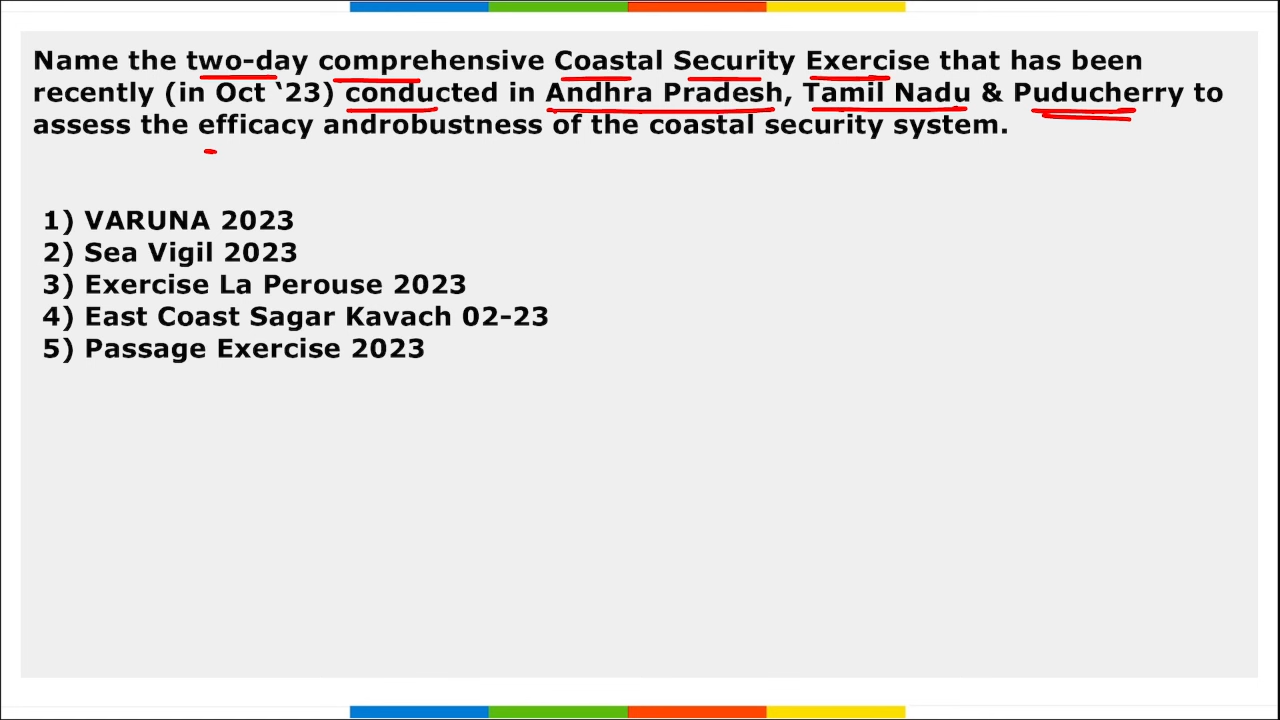 Name the two-day comprehensive Coastal Security Exercise that has been
recently (in Oct ‘23) conducted in Andhra Pradesh, Tamil Nadu & Puducherry to
assess the efficacy androbustness of the coastal security system.
1) VARUNA 2023
2) Sea Vigil 2023
3) Exercise La Perouse 2023
4) East Coast Sagar Kavach 02-23
5) Passage Exercise 2023